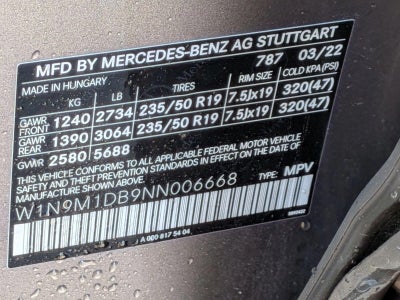 MFD BY MERCEDES-BENZ AG STUTTGART
MADE IN HUNGARY 787 03/22
KG LB TIRES RIM SIZE COLD KPA(PSI)
GAWR FRONT 1240 2734 235/50 R19 7.5Jx19 320(47)
GAWR REAR 1390 3064 235/50 R19 7.5Jx19 320(47)
GVWR 2580 5688
THIS VEHICLE CONFORMS TO ALL APPLICABLE FEDERAL MOTOR VEHICLE
SAFETY STANDARDS IN EFFECT ON THE DATE OF MANUFACTURE SHOWN ABOVE.
W1N9M1DB9NN006668 TYPE: MPV
A 000 817 54 04